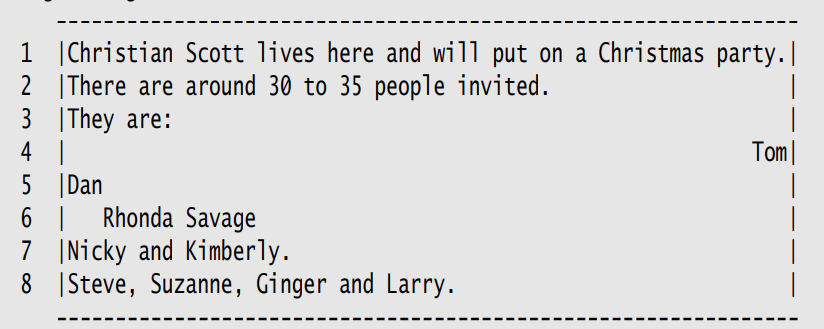 --------------------------------------------------------------
1 |Christian Scott lives here and will put on a Christmas party.|
2 |There are around 30 to 35 people invited.                     |
3 |They are:                                                     |
4 |                                                          Tom|
5 |Dan                                                           |
6 |   Rhonda Savage                                              |
7 |Nicky and Kimberly.                                           |
8 |Steve, Suzanne, Ginger and Larry.                             |
--------------------------------------------------------------